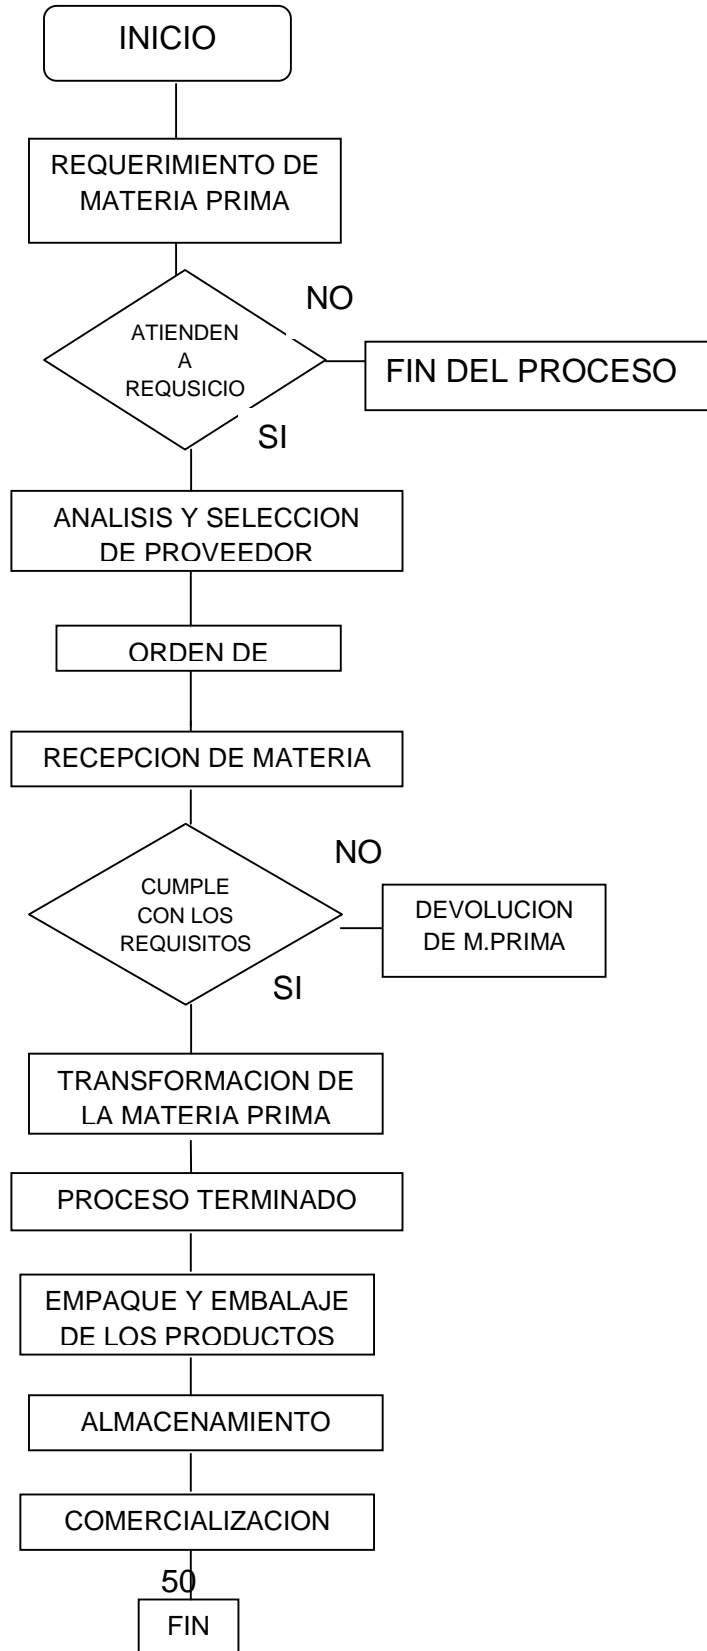 INICIO
REQUERIMIENTO DE
MATERIA PRIMA
NO
ATIENDEN
A
REQUSICIO
FIN DEL PROCESO
SI
ANALISIS Y SELECCION
DE PROVEEDOR
ORDEN DE
RECEPCION DE MATERIA
NO
CUMPLE
CON LOS
REQUISITOS
DEVOLUCION
DE M.PRIMA
SI
TRANSFORMACION DE
LA MATERIA PRIMA
PROCESO TERMINADO
EMPAQUE Y EMBALAJE
DE LOS PRODUCTOS
ALMACENAMIENTO
COMERCIALIZACION
50
FIN